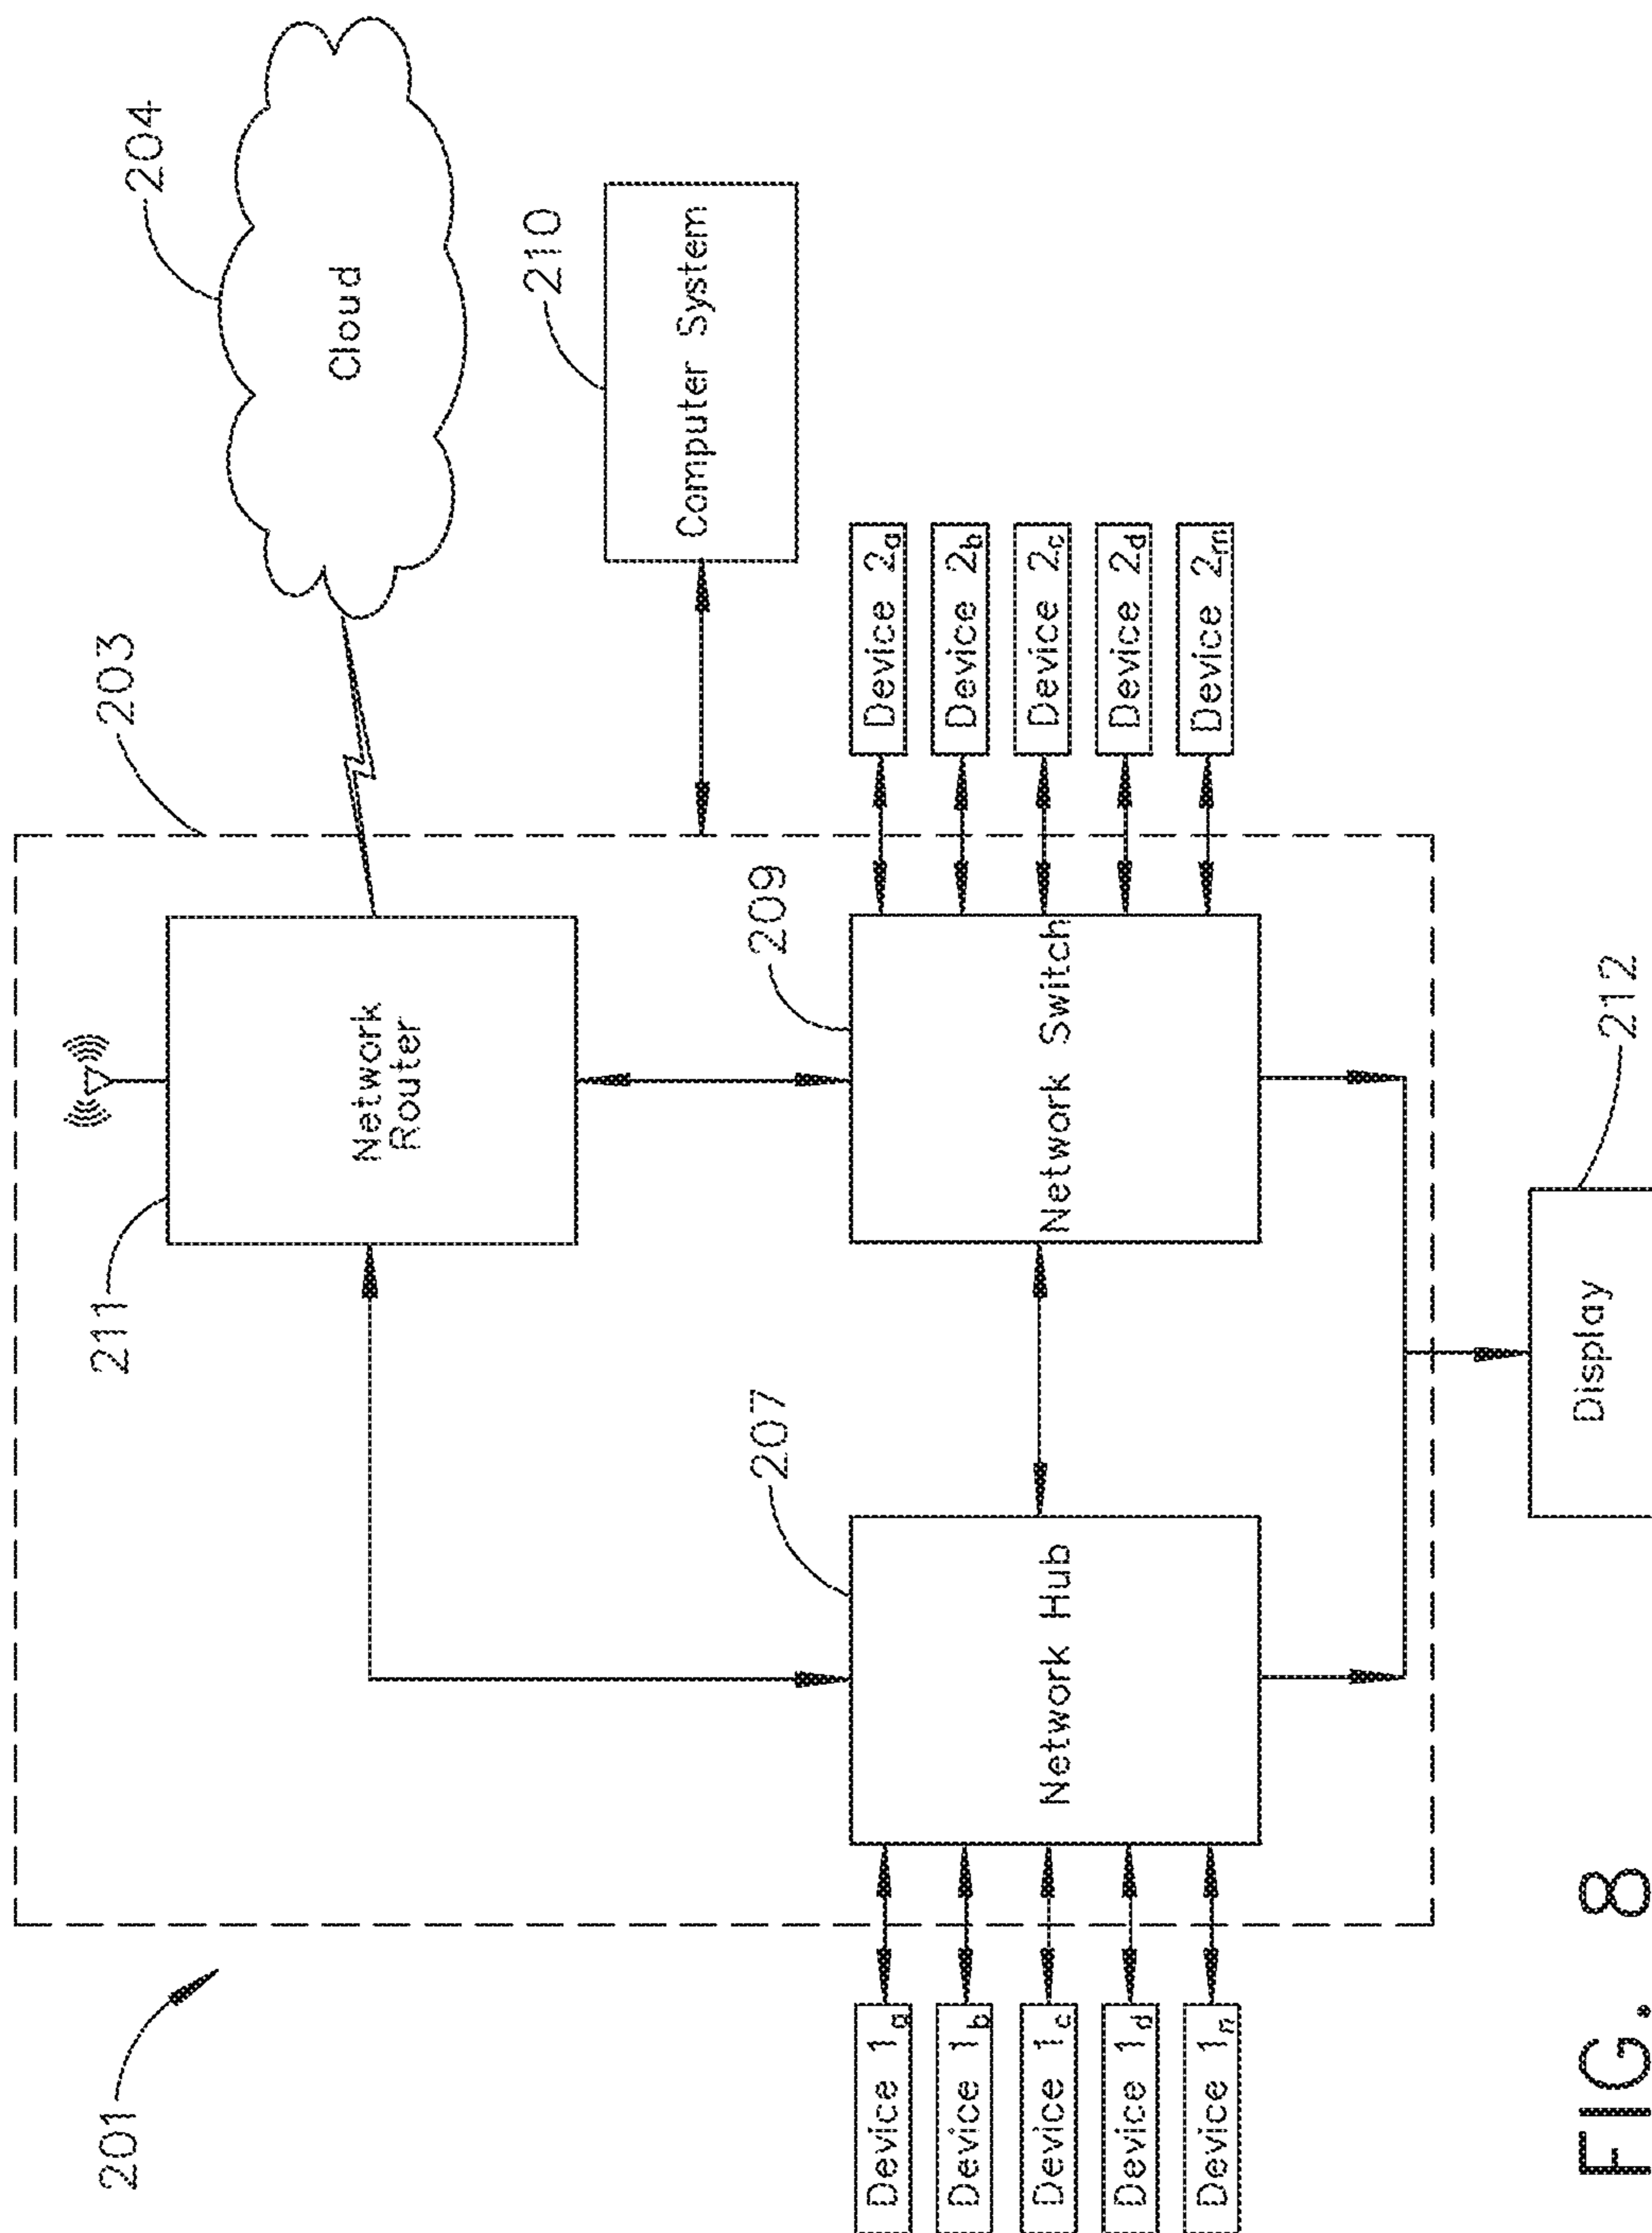 201
203
204
211
Network
Router
Cloud
210
Computer System
207
209
Device 1a
Device 1b
Device 1c
Device 1d
Device 1n
Network Hub
Network Switch
Device 2a
Device 2b
Device 2c
Device 2d
Device 2m
Display
212
FIG. 8